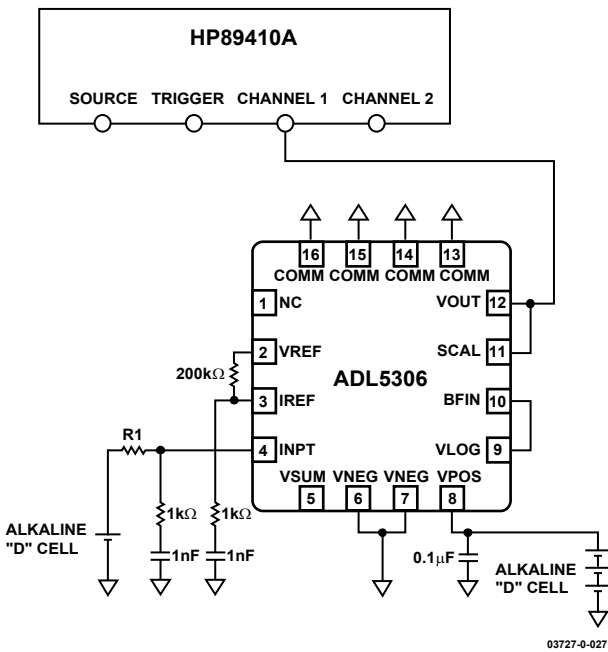 HP89410A
SOURCE TRIGGER CHANNEL 1 CHANNEL 2
16 15 14 13
COMM COMM COMM COMM
1 NC
VOUT 12
2 VREF
200kΩ
SCAL 11
ADL5306
3 IREF
BFIN 10
R1
4 INPT
VLOG 9
VSUM VNEG VNEG VPOS
5 6 7 8
1kΩ 1kΩ
ALKALINE
"D" CELL
1nF 1nF
0.1μF
ALKALINE
"D" CELL
03727-0-027